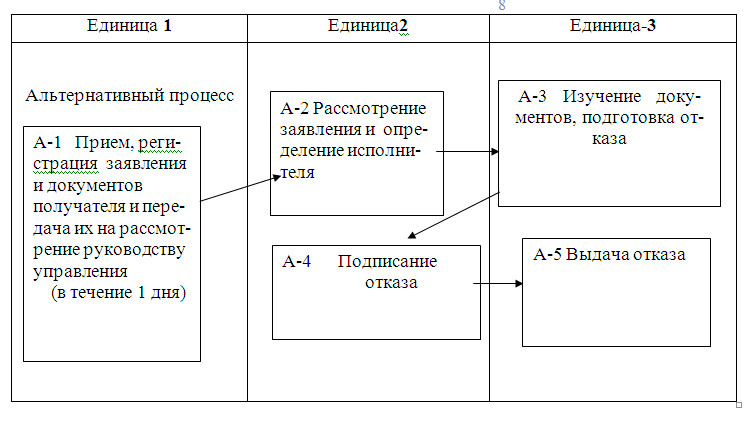 8
Единица 1
Единица2
Единица-3
Альтернативный процесс
А-1 Прием, реги-
страция заявления
и документов
получателя и пере-
дача их на рассмот-
рение руководству
управления
(в течение 1 дня)
А-2 Рассмотрение
заявления и опре-
деление исполни-
теля
А-3 Изучение доку-
ментов, подготовка от-
каза
А-4 Подписание
отказа
А-5 Выдача отказа